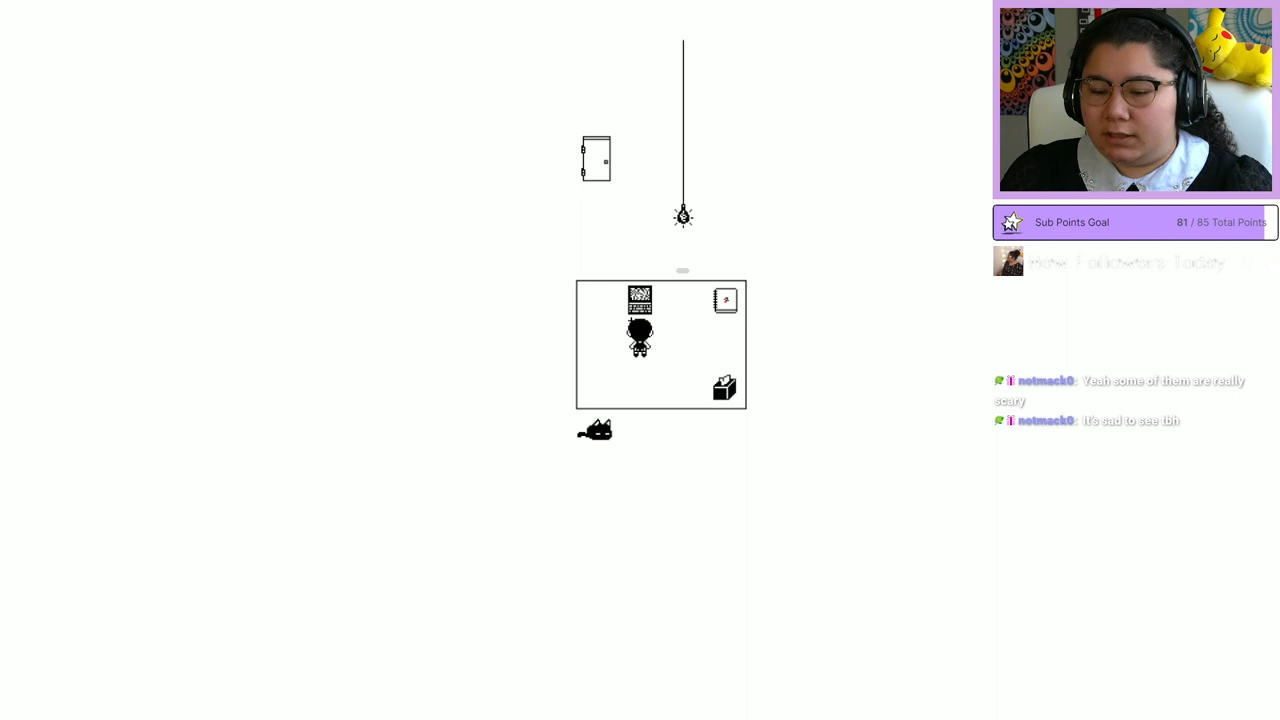 Sub Points Goal 81 / 85 Total Points
New Followers Today
notmack0: Yeah some of them are really
scary
notmack0: It's sad to see tbh